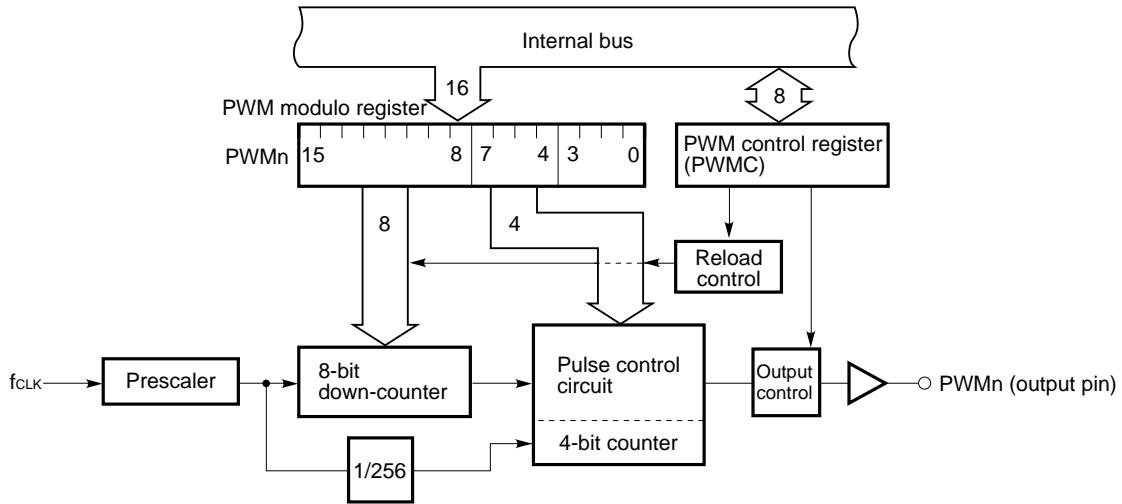 Internal bus
16
8
PWM modulo register
PWMn
15 8 7 4 3 0
PWM control register
(PWMC)
8
4
Reload
control
fCLK
Prescaler
8-bit
down-counter
Pulse control
circuit
Output
control
PWMn (output pin)
4-bit counter
1/256